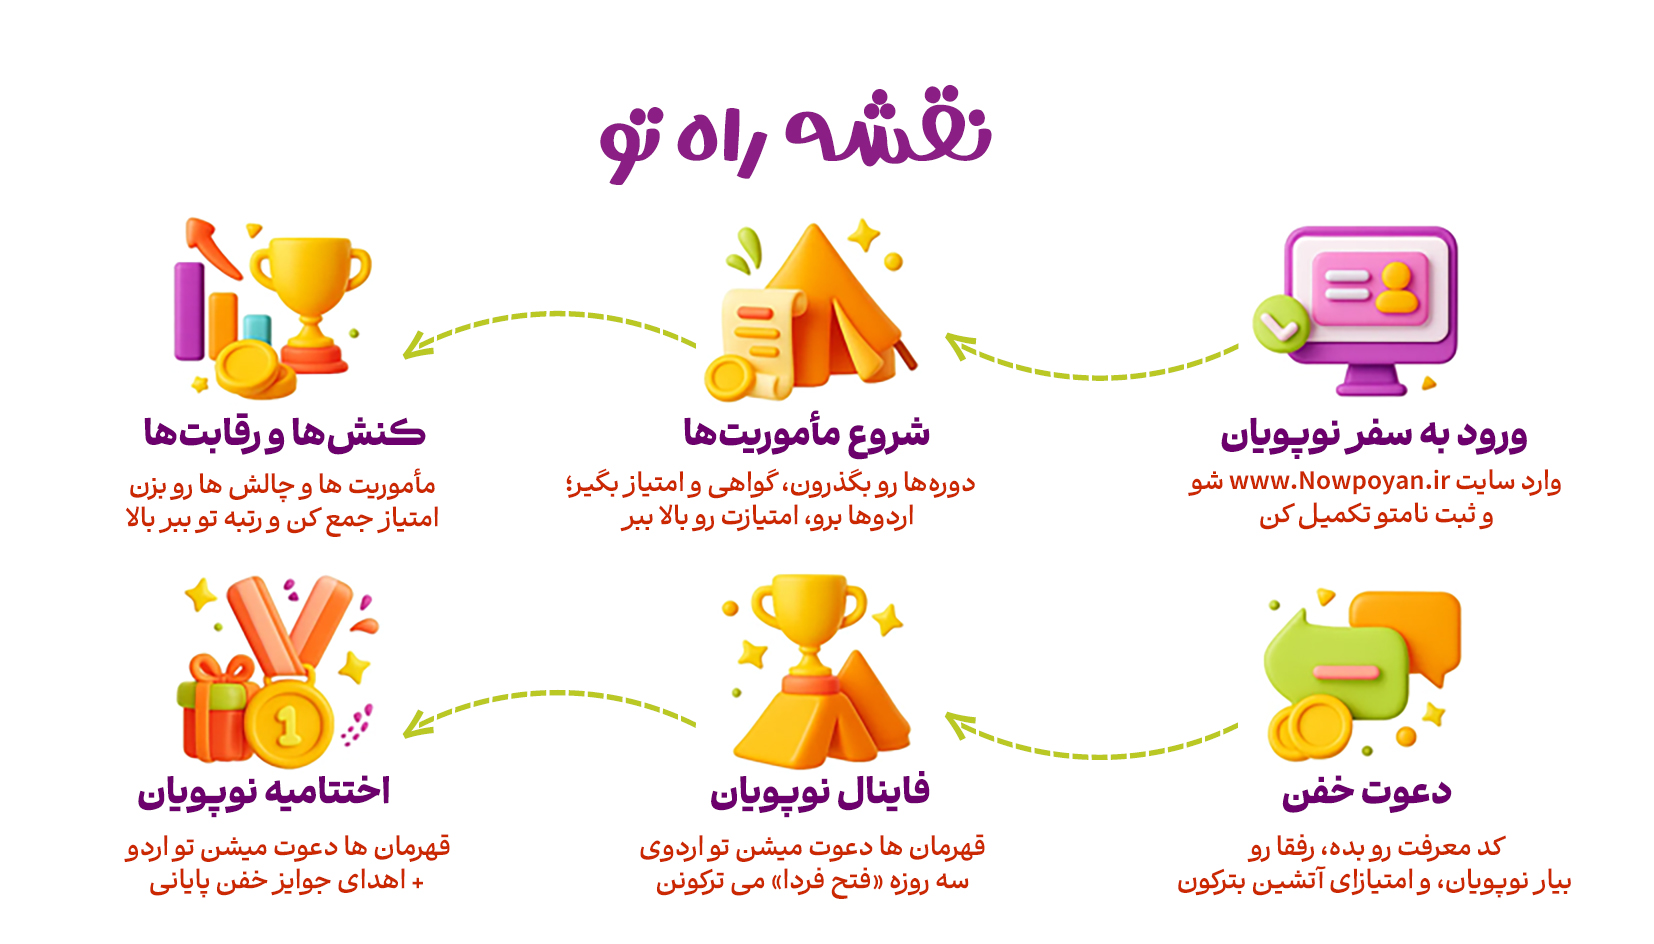 نقشه راه تو
ورود به سفر نوپویان
وارد سایت www.Nowpoyan.ir شو
و ثبت نامتو تکمیل کن
شروع مأموریت‌ها
دوره‌ها رو بگذرون، گواهی و امتیاز بگیر؛
اردوها برو، امتیازت رو بالا ببر
کنش‌ها و رقابت‌ها
مأموریت ها و چالش ها رو بزن
امتیاز جمع کن و رتبه تو ببر بالا
دعوت خفن
کد معرفت رو بده، رفقا رو
بیار نوپویان، و امتیازای آتشین بترکون
فاینال نوپویان
قهرمان ها دعوت میشن تو اردوی
سه روزه «فتح فردا» می ترکونن
1
اختتامیه نوپویان
قهرمان ها دعوت میشن تو اردو
+ اهدای جوایز خفن پایانی